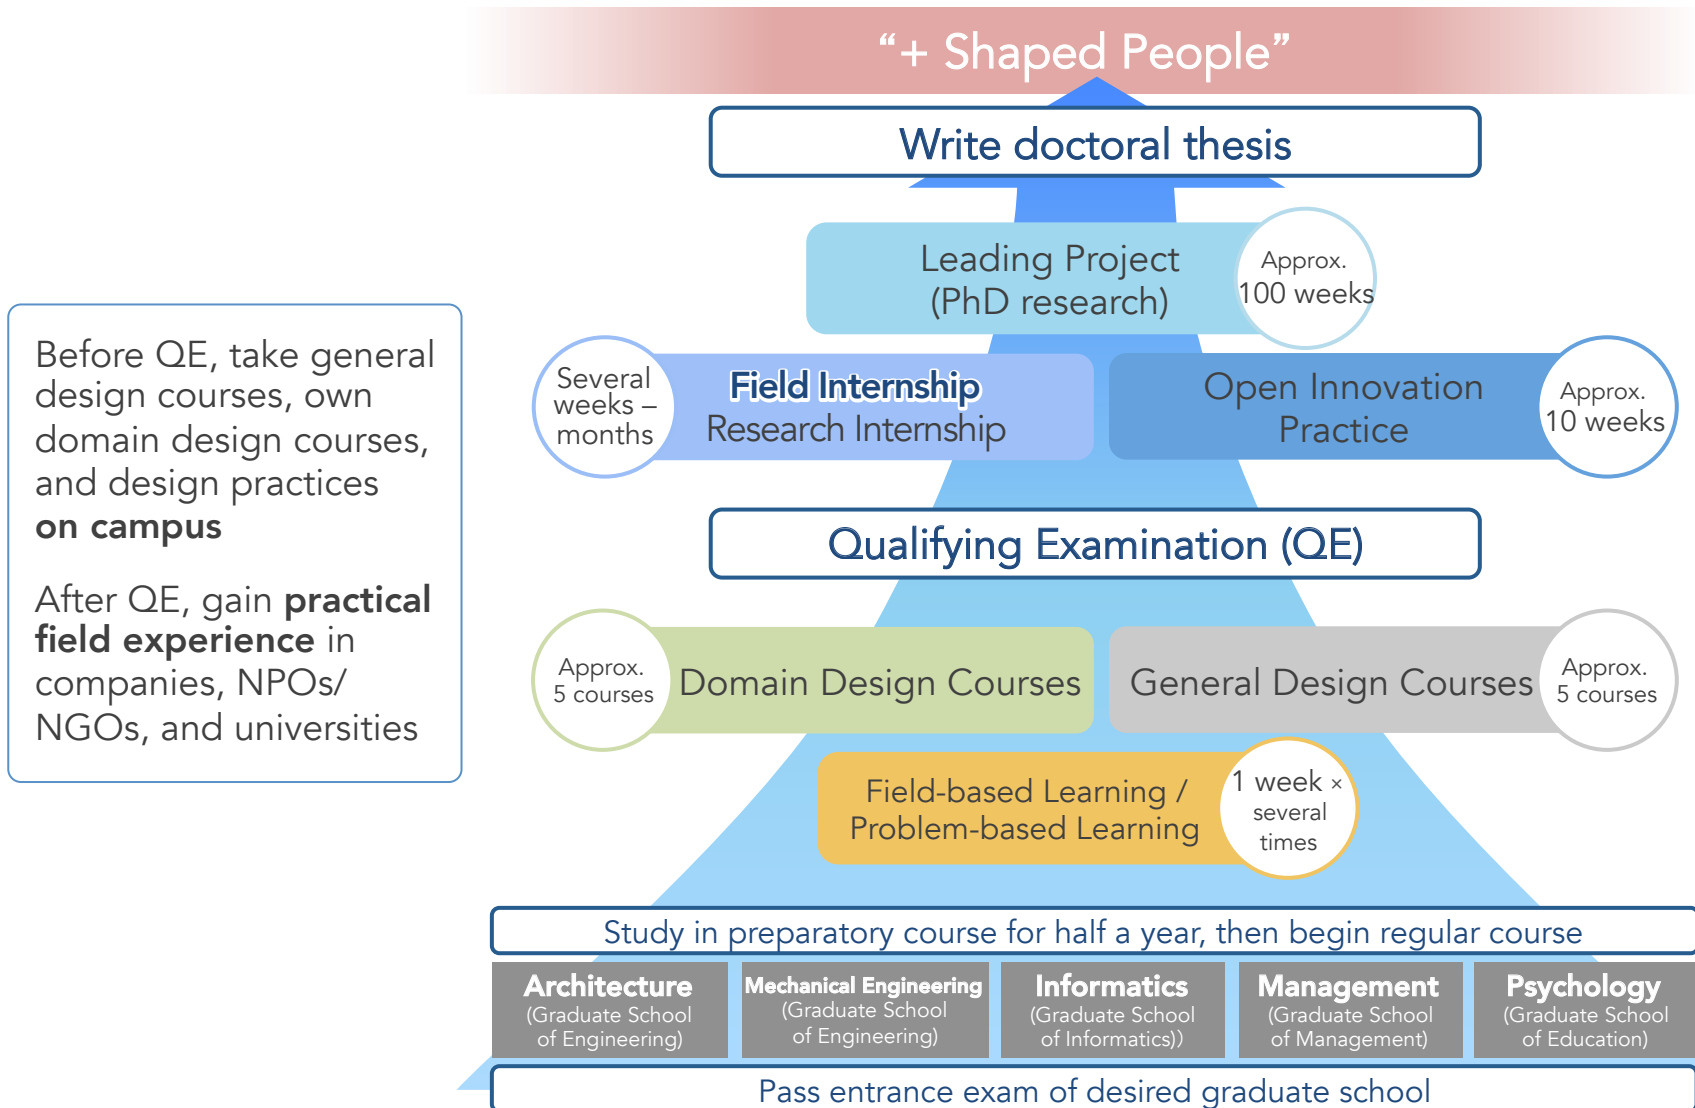 “+ Shaped People”
Write doctoral thesis
Leading Project
(PhD research)
Approx.
100 weeks
Several
weeks –
months
Field Internship
Research Internship
Open Innovation
Practice
Approx.
10 weeks
Before QE, take general
design courses, own
domain design courses,
and design practices
on campus
After QE, gain practical
field experience in
companies, NPOs/
NGOs, and universities
Qualifying Examination (QE)
Approx.
5 courses
Domain Design Courses
General Design Courses
Approx.
5 courses
Field-based Learning /
Problem-based Learning
1 week ×
several
times
Study in preparatory course for half a year, then begin regular course
Architecture
(Graduate School
of Engineering)
Mechanical Engineering
(Graduate School
of Engineering)
Informatics
(Graduate School
of Informatics))
Management
(Graduate School
of Management)
Psychology
(Graduate School
of Education)
Pass entrance exam of desired graduate school